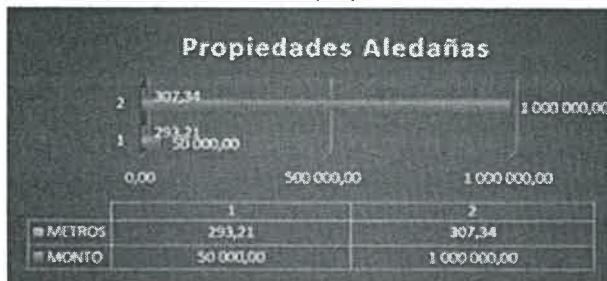 Propiedades Aledañas
2
307,34
1 000 000,00
1
293,21
50 000,00
0,00 500 000,00 1 000 000,00
1 2
METROS 293,21 307,34
MONTO 50 000,00 1 000 000,00